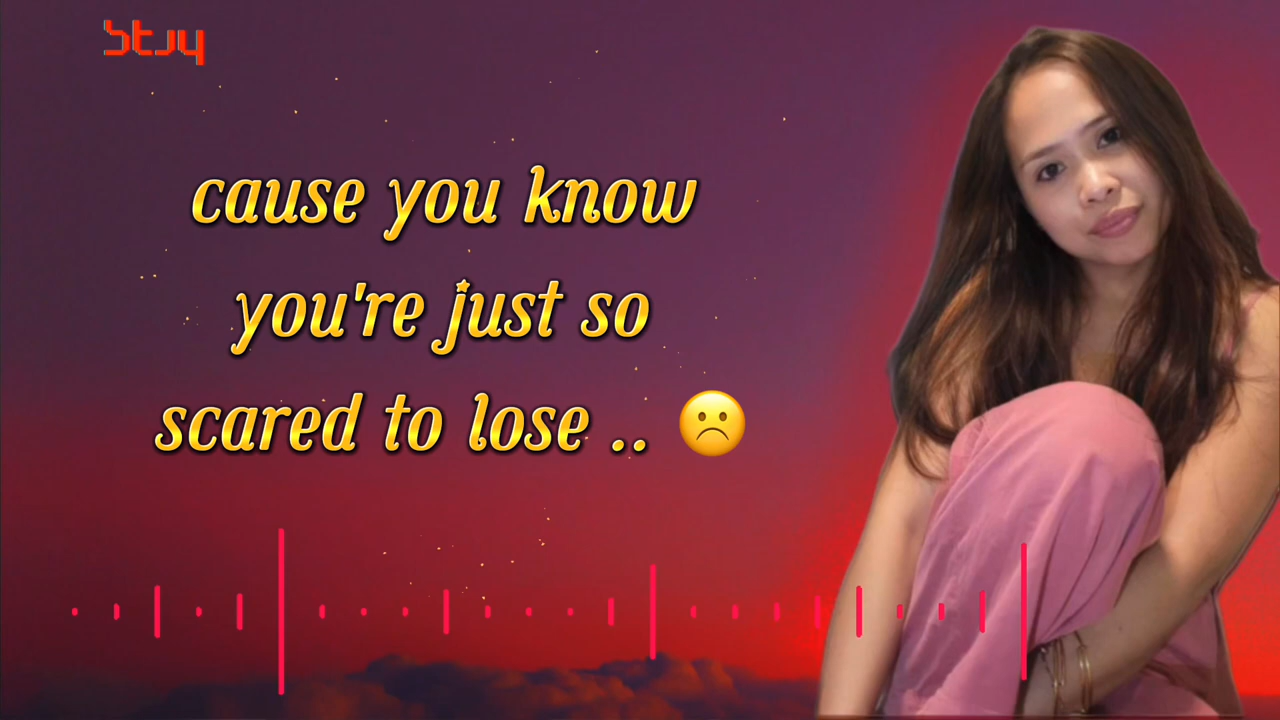 cause you know
you're just so
scared to lose .. ☹️